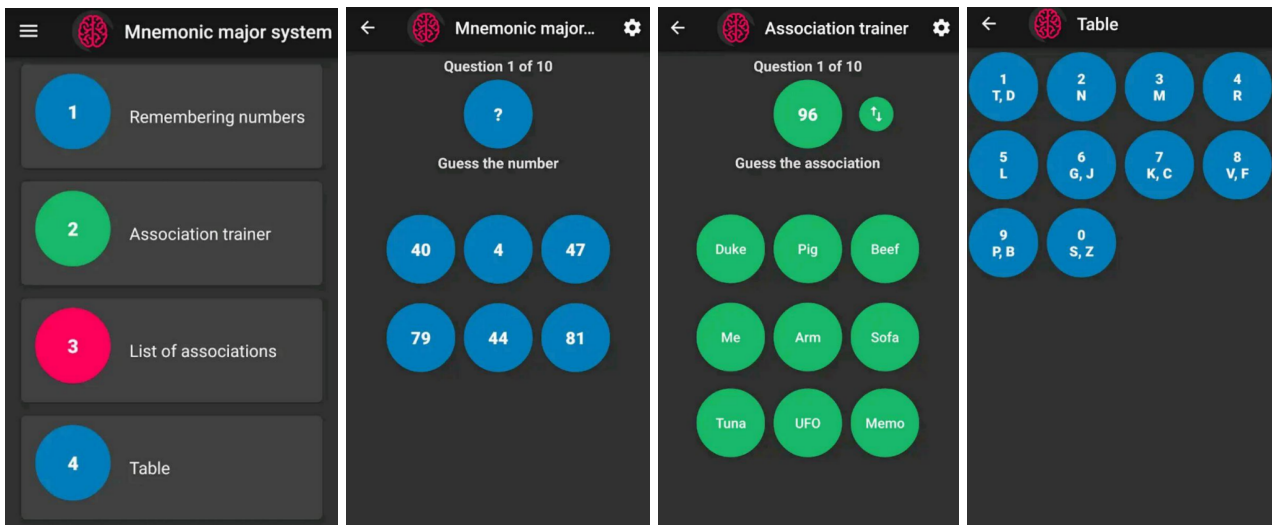 Mnemonic major system
1
Remembering numbers
2
Association trainer
3
List of associations
4
Table
Mnemonic major...
Question 1 of 10
?
Guess the number
40 4 47
79 44 81
Association trainer
Question 1 of 10
96
Guess the association
Duke Pig Beef
Me Arm Sofa
Tuna UFO Memo
Table
1 2 3 4
T, D N M R
5 6 7 8
L G, J K, C V, F
9 0
P, B S, Z